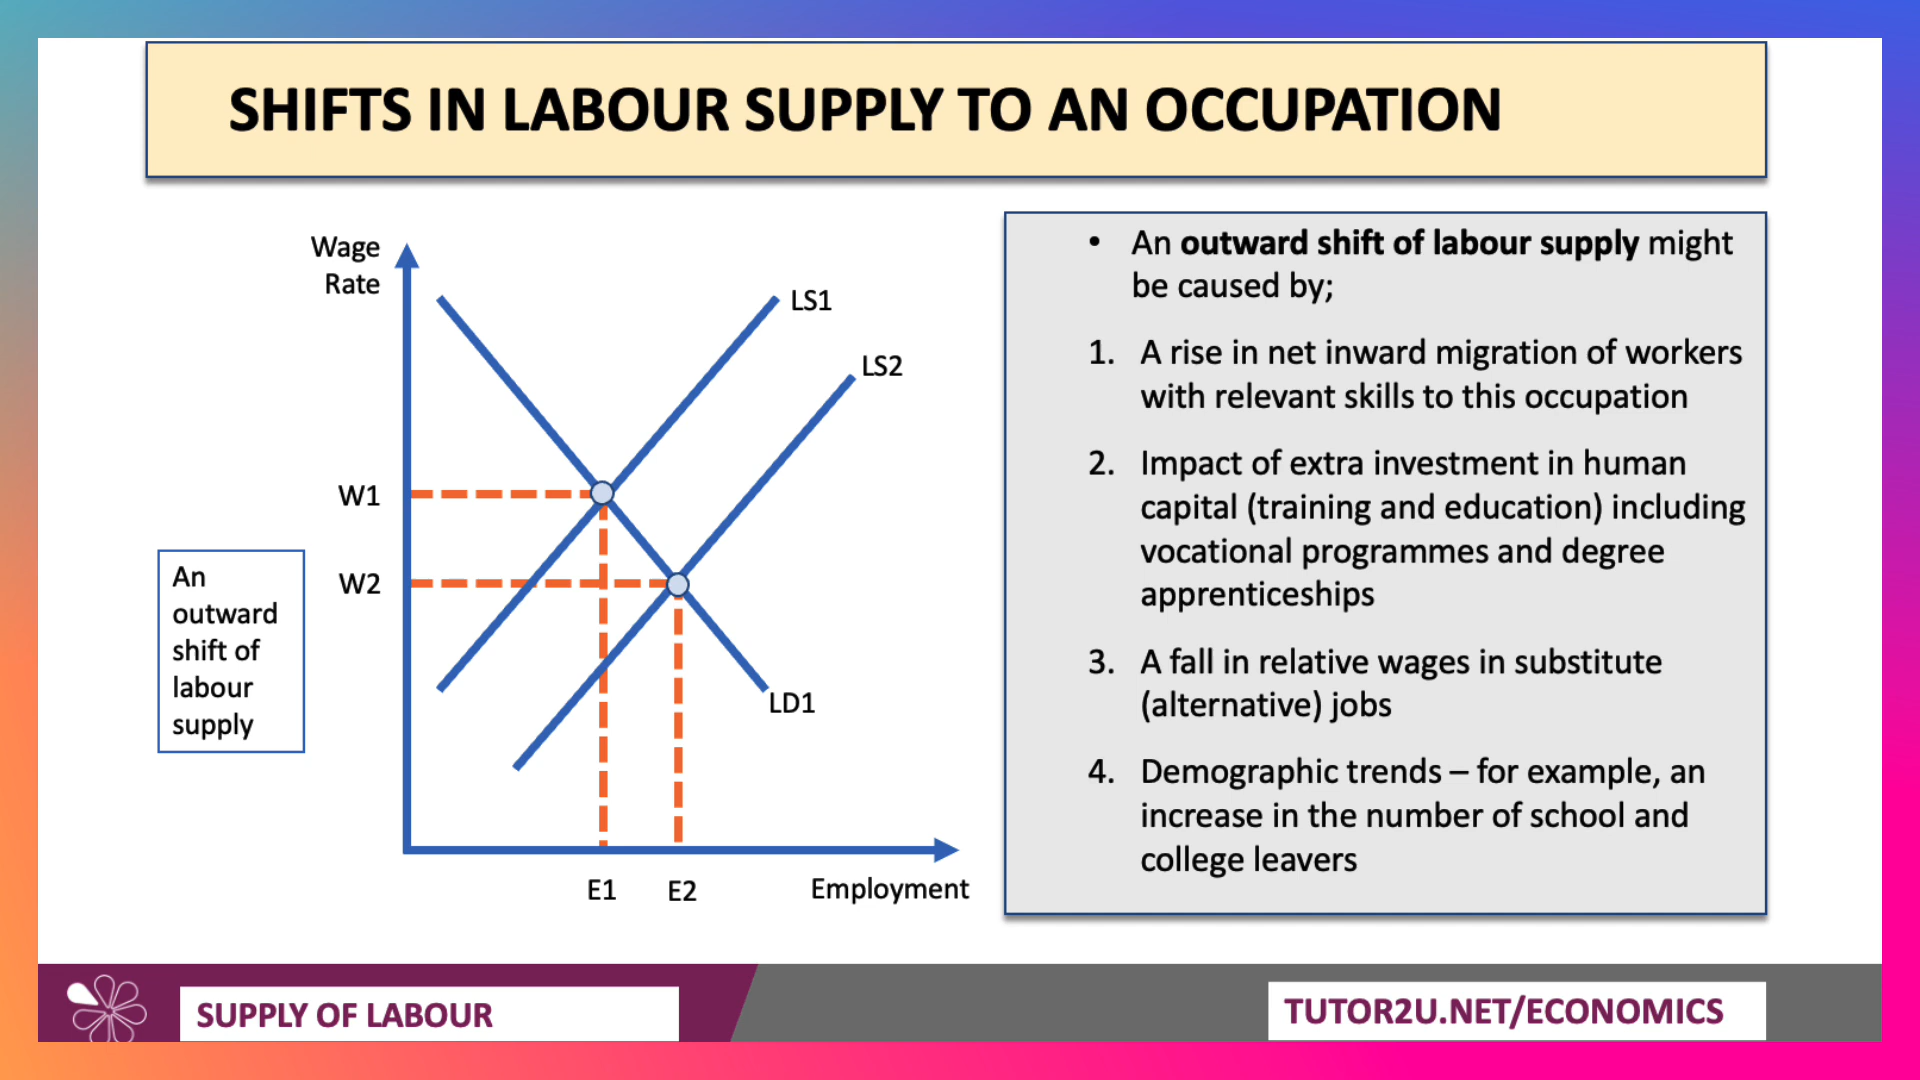 SHIFTS IN LABOUR SUPPLY TO AN OCCUPATION
Wage
Rate
LS1
LS2
W1
W2
An
outward
shift of
labour
supply
LD1
E1
E2
Employment
• An outward shift of labour supply might
be caused by;
1. A rise in net inward migration of workers
with relevant skills to this occupation
2. Impact of extra investment in human
capital (training and education) including
vocational programmes and degree
apprenticeships
3. A fall in relative wages in substitute
(alternative) jobs
4. Demographic trends – for example, an
increase in the number of school and
college leavers
SUPPLY OF LABOUR
TUTOR2U.NET/ECONOMICS